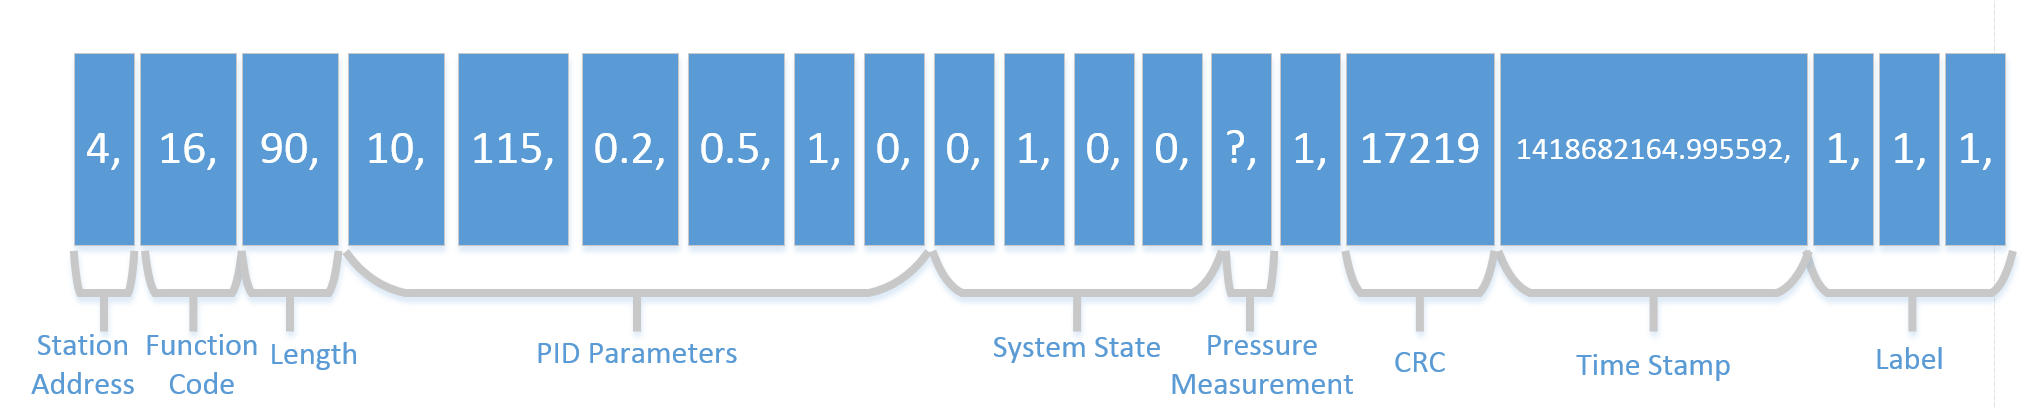 4, 16, 90, 10, 115, 0.2, 0.5, 1, 0, 0, 1, 0, 0, ?, 1, 17219 1418682164.995592, 1, 1, 1,
Station
Address
Function
Code
Length
PID Parameters
System State
Pressure
Measurement
CRC
Time Stamp
Label